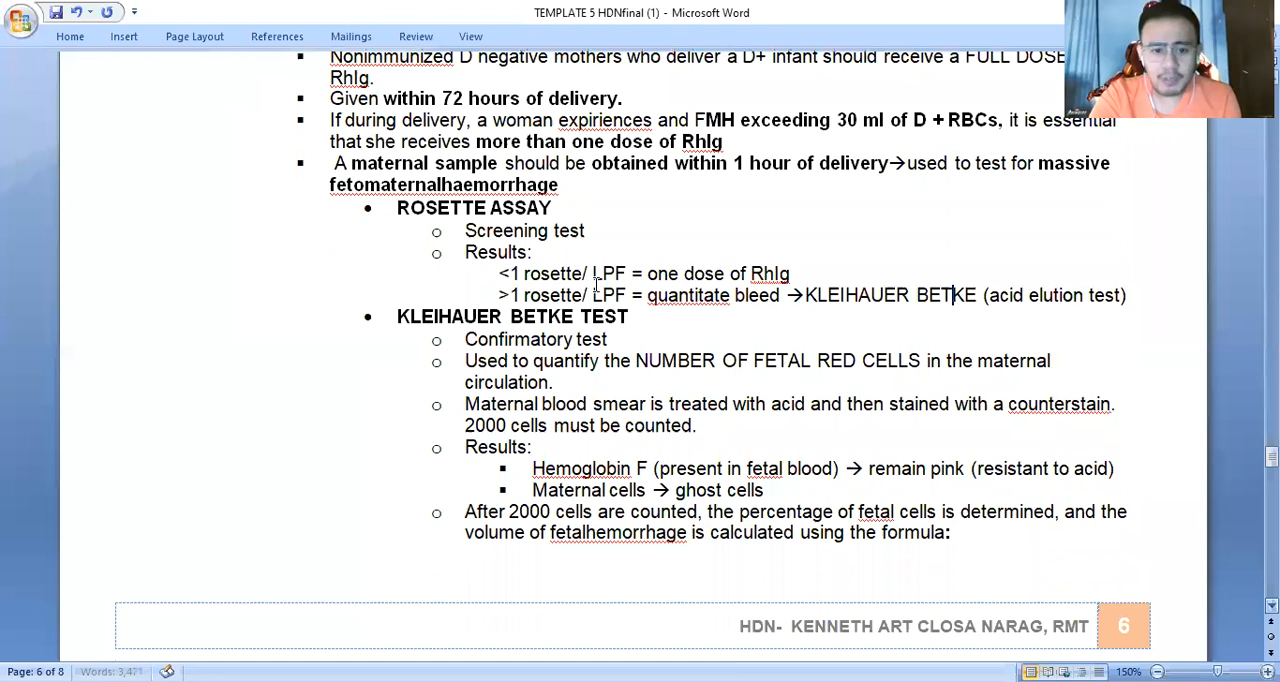 TEMPLATE 5 HDNfinal (1) - Microsoft Word
Home Insert Page Layout References Mailings Review View
▪ Nonimmunized D negative mothers who deliver a D+ infant should receive a FULL DOSE
RhIg.
▪ Given within 72 hours of delivery.
▪ If during delivery, a woman expiriences and FMH exceeding 30 ml of D + RBCs, it is essential
that she receives more than one dose of RhIg
▪ A maternal sample should be obtained within 1 hour of delivery→used to test for massive
fetomaternalhaemorrhage
• ROSETTE ASSAY
o Screening test
o Results:
<1 rosette/ LPF = one dose of RhIg
>1 rosette/ LPF = quantitate bleed →KLEIHAUER BETKE (acid elution test)
• KLEIHAUER BETKE TEST
o Confirmatory test
o Used to quantify the NUMBER OF FETAL RED CELLS in the maternal
circulation.
o Maternal blood smear is treated with acid and then stained with a counterstain.
2000 cells must be counted.
o Results:
▪ Hemoglobin F (present in fetal blood) → remain pink (resistant to acid)
▪ Maternal cells → ghost cells
o After 2000 cells are counted, the percentage of fetal cells is determined, and the
volume of fetalhemorrhage is calculated using the formula:
HDN- KENNETH ART CLOSA NARAG, RMT 6
Page: 6 of 8 Words: 3,471 150%